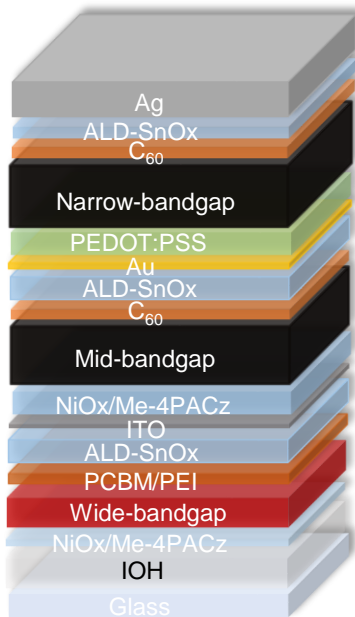 Ag
ALD-SnOx
C₆₀
Narrow-bandgap
PEDOT:PSS
Au
ALD-SnOx
C₆₀
Mid-bandgap
NiOx/Me-4PACz
ITO
ALD-SnOx
PCBM/PEI
Wide-bandgap
NiOx/Me-4PACz
IOH
Glass